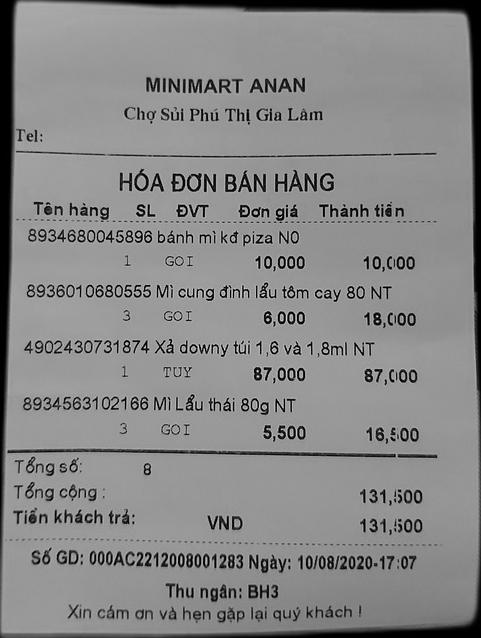 MINIMART ANAN
Chợ Sủi Phú Thị Gia Lâm
Tel:
HÓA ĐƠN BÁN HÀNG
Tên hàng SL ĐVT Đơn giá Thành tiền
8934680045896 bánh mì kđ piza N0
1 GOI 10,000 10,000
8936010680555 Mì cung đình lẩu tôm cay 80 NT
3 GOI 6,000 18,000
4902430731874 Xả downy túi 1,6 và 1,8ml NT
1 TUY 87,000 87,000
8934563102166 Mì Lẩu thái 80g NT
3 GOI 5,500 16,500
Tổng số: 8
Tổng cộng : 131,500
Tiền khách trả: VND 131,500
Số GD: 000AC2212008001283 Ngày: 10/08/2020-17:07
Thu ngân: BH3
Xin cám ơn và hẹn gặp lại quý khách !